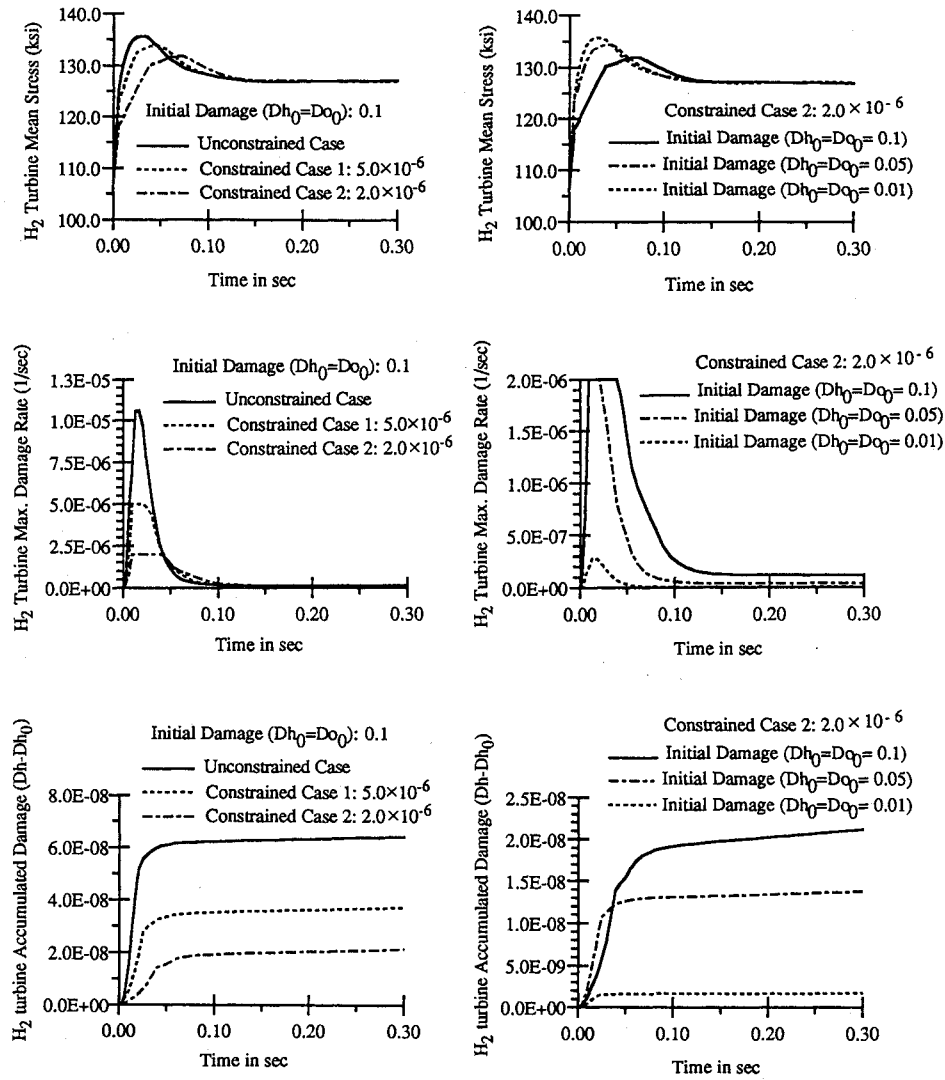 H2 Turbine Mean Stress (ksi)
140.0
130.0
120.0
110.0
100.0
Initial Damage (Dh0=Do0): 0.1
Unconstrained Case
Constrained Case 1: 5.0×10-6
Constrained Case 2: 2.0×10-6
0.00 0.10 0.20 0.30
Time in sec
H2 Turbine Mean Stress (ksi)
140.0
130.0
120.0
110.0
100.0
Constrained Case 2: 2.0 × 10-6
Initial Damage (Dh0=Do0= 0.1)
Initial Damage (Dh0=Do0= 0.05)
Initial Damage (Dh0=Do0= 0.01)
0.00 0.10 0.20 0.30
Time in sec
H2 Turbine Max. Damage Rate (1/sec)
1.3E-05
1.0E-05
7.5E-06
5.0E-06
2.5E-06
0.0E+00
Initial Damage (Dh0=Do0): 0.1
Unconstrained Case
Constrained Case 1: 5.0×10-6
Constrained Case 2: 2.0×10-6
0.00 0.10 0.20 0.30
Time in sec
H2 Turbine Max. Damage Rate (1/sec)
2.0E-06
1.5E-06
1.0E-06
5.0E-07
0.0E+00
Constrained Case 2: 2.0 × 10-6
Initial Damage (Dh0=Do0= 0.1)
Initial Damage (Dh0=Do0= 0.05)
Initial Damage (Dh0=Do0= 0.01)
0.00 0.10 0.20 0.30
Time in sec
H2 turbine Accumulated Damage (Dh-Dh0)
8.0E-08
6.0E-08
4.0E-08
2.0E-08
0.0E+00
Initial Damage (Dh0=Do0): 0.1
Unconstrained Case
Constrained Case 1: 5.0×10-6
Constrained Case 2: 2.0×10-6
0.00 0.10 0.20 0.30
Time in sec
H2 turbine Accumulated Damage (Dh-Dh0)
2.5E-08
2.0E-08
1.5E-08
1.0E-08
5.0E-09
0.0E+00
Constrained Case 2: 2.0 × 10-6
Initial Damage (Dh0=Do0= 0.1)
Initial Damage (Dh0=Do0= 0.05)
Initial Damage (Dh0=Do0= 0.01)
0.00 0.10 0.20 0.30
Time in sec